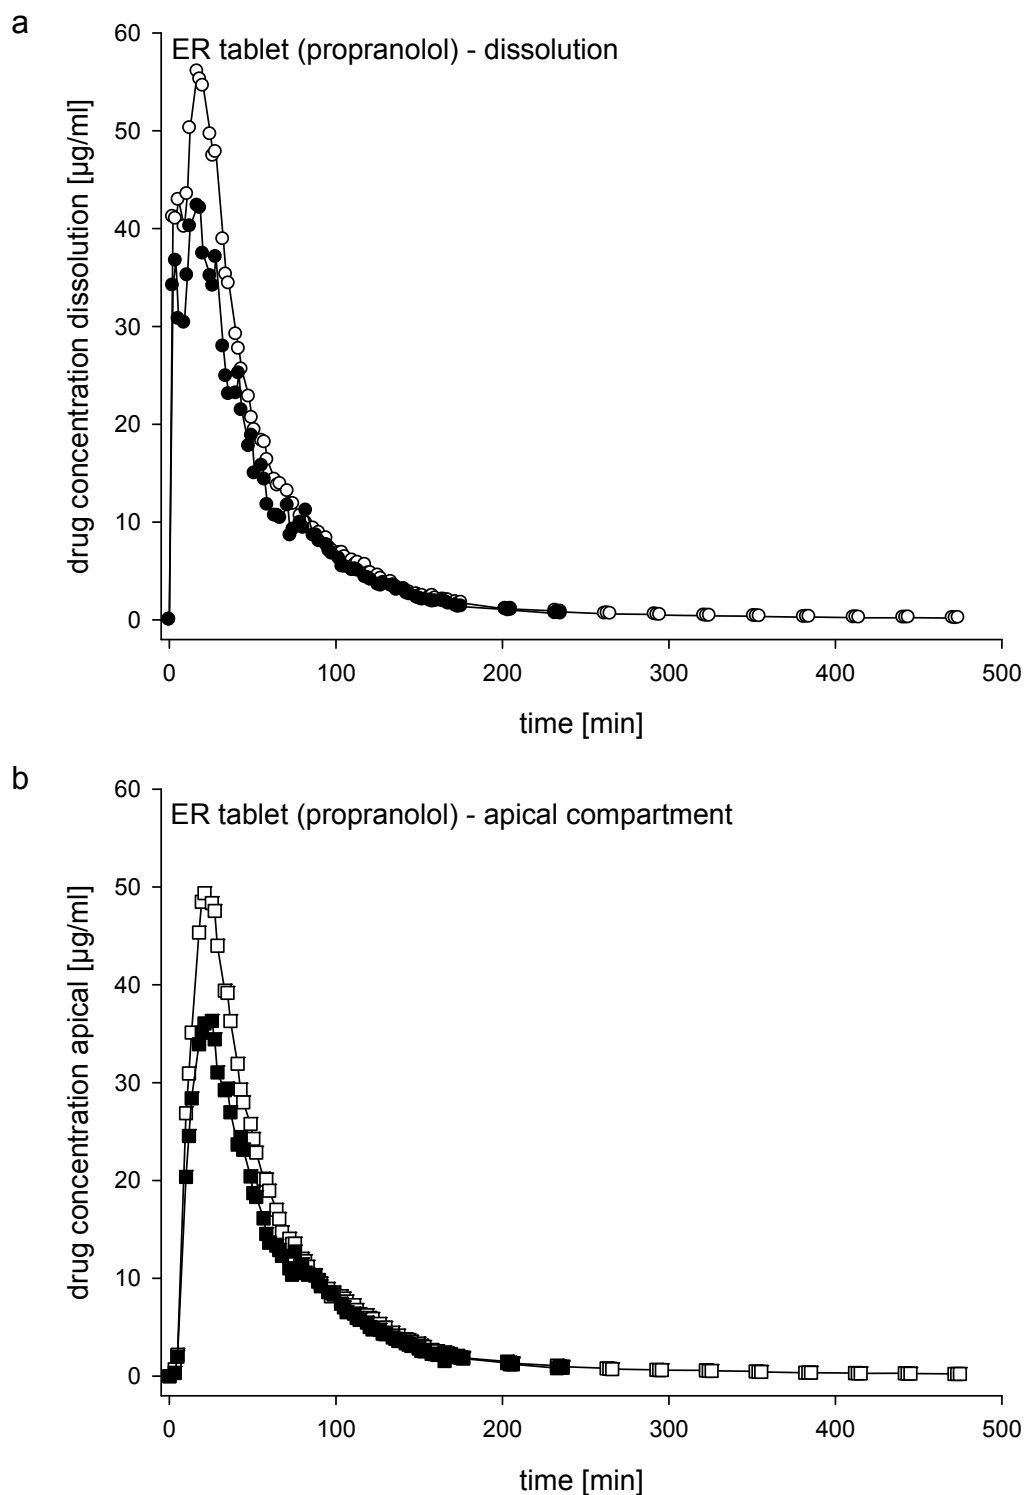 a
ER tablet (propranolol) - dissolution
drug concentration dissolution [µg/ml]
60
50
40
30
20
10
0
0 100 200 300 400 500
time [min]
b
ER tablet (propranolol) - apical compartment
drug concentration apical [µg/ml]
60
50
40
30
20
10
0
0 100 200 300 400 500
time [min]